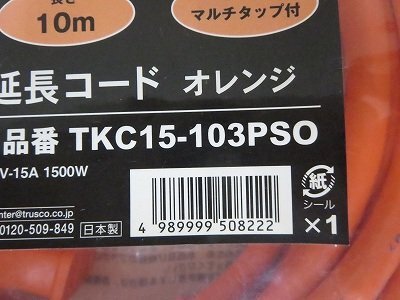 長さ
10m
マルチタップ付
延長コード オレンジ
品番 TKC15-103PSO
V-15A 1500W
nter@trusco.co.jp
0120-509-849 日本製
4 989999 508222
紙
シール
×1